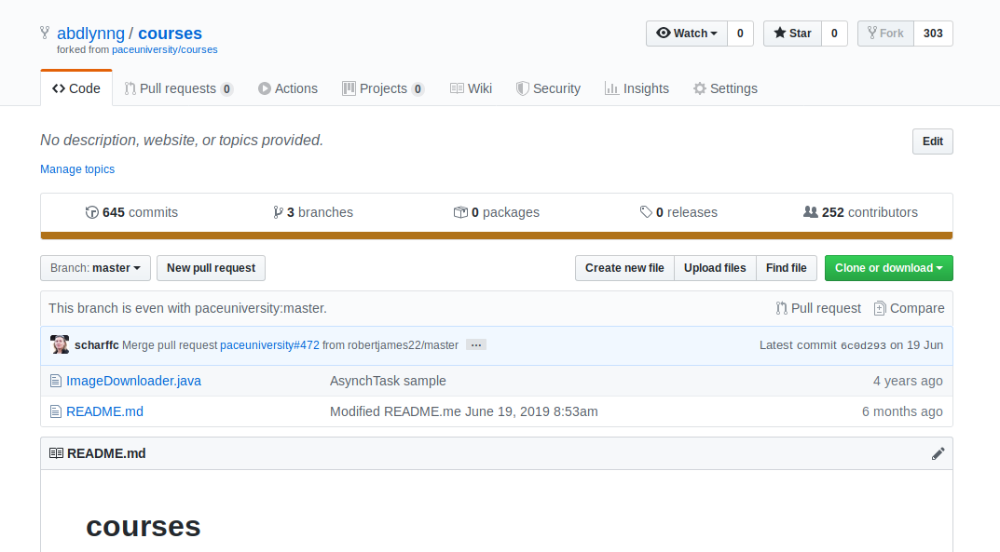 abdlynng / courses
Watch 0 Star 0 Fork 303
forked from paceuniversity/courses
Code Pull requests 0 Actions Projects 0 Wiki Security Insights Settings
No description, website, or topics provided.
Edit
Manage topics
645 commits 3 branches 0 packages 0 releases 252 contributors
Branch: master New pull request Create new file Upload files Find file Clone or download
This branch is even with paceuniversity:master. Pull request Compare
scharffc Merge pull request paceuniversity#472 from robertjames22/master ... Latest commit 6c0d293 on 19 Jun
ImageDownloader.java AsynchTask sample 4 years ago
README.md Modified README.me June 19, 2019 8:53am 6 months ago
README.md
courses